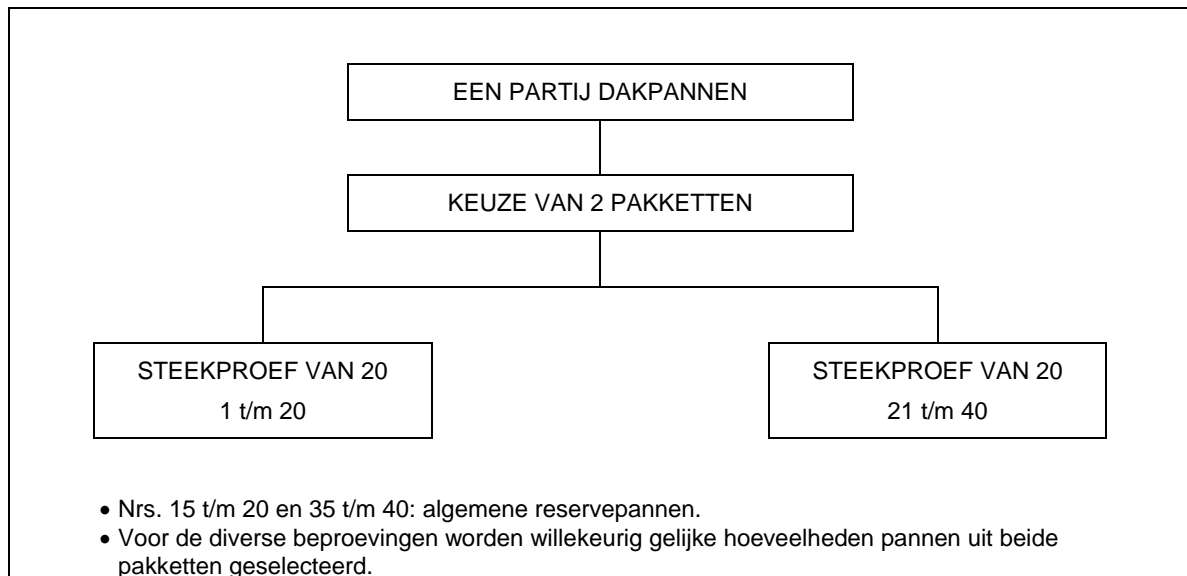 EEN PARTIJ DAKPANNEN
KEUZE VAN 2 PAKKETTEN
STEEKPROEF VAN 20
1 t/m 20
STEEKPROEF VAN 20
21 t/m 40
• Nrs. 15 t/m 20 en 35 t/m 40: algemene reservepannen.
• Voor de diverse beproevingen worden willekeurig gelijke hoeveelheden pannen uit beide
pakketten geselecteerd.